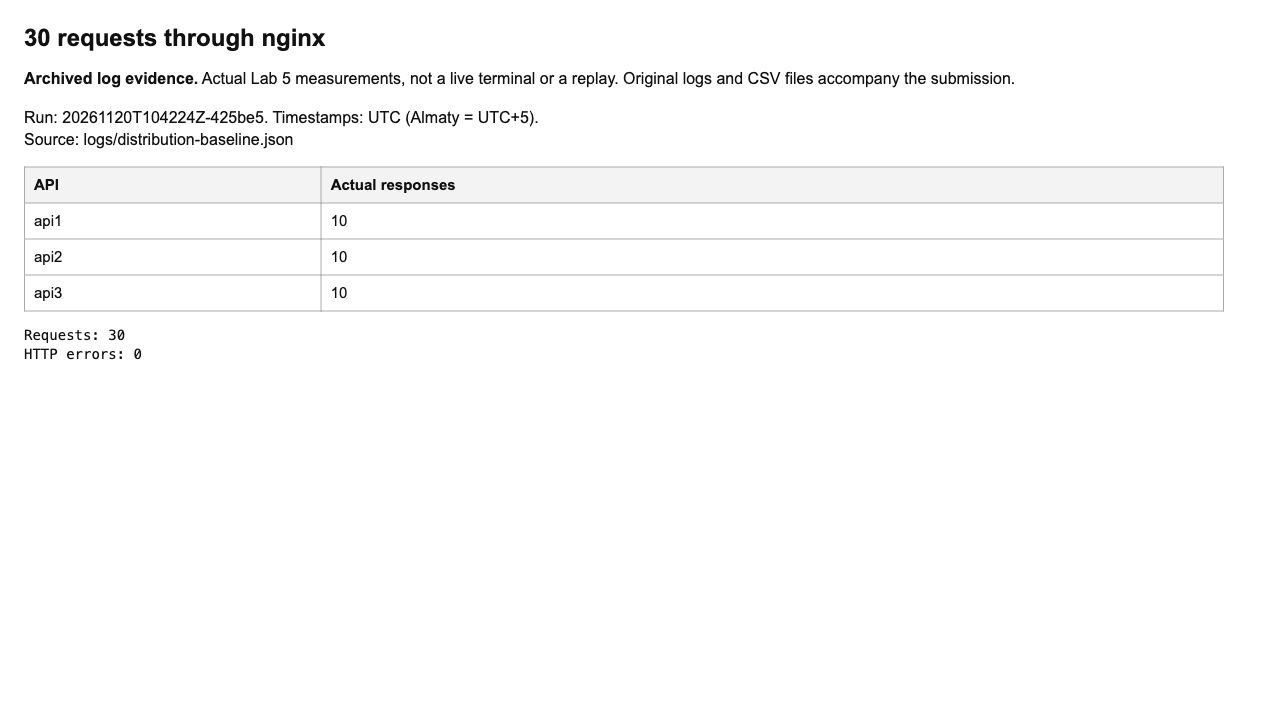 30 requests through nginx
Archived log evidence. Actual Lab 5 measurements, not a live terminal or a replay. Original logs and CSV files accompany the submission.
Run: 20261120T104224Z-425be5. Timestamps: UTC (Almaty = UTC+5).
Source: logs/distribution-baseline.json
API Actual responses
api1 10
api2 10
api3 10
Requests: 30
HTTP errors: 0